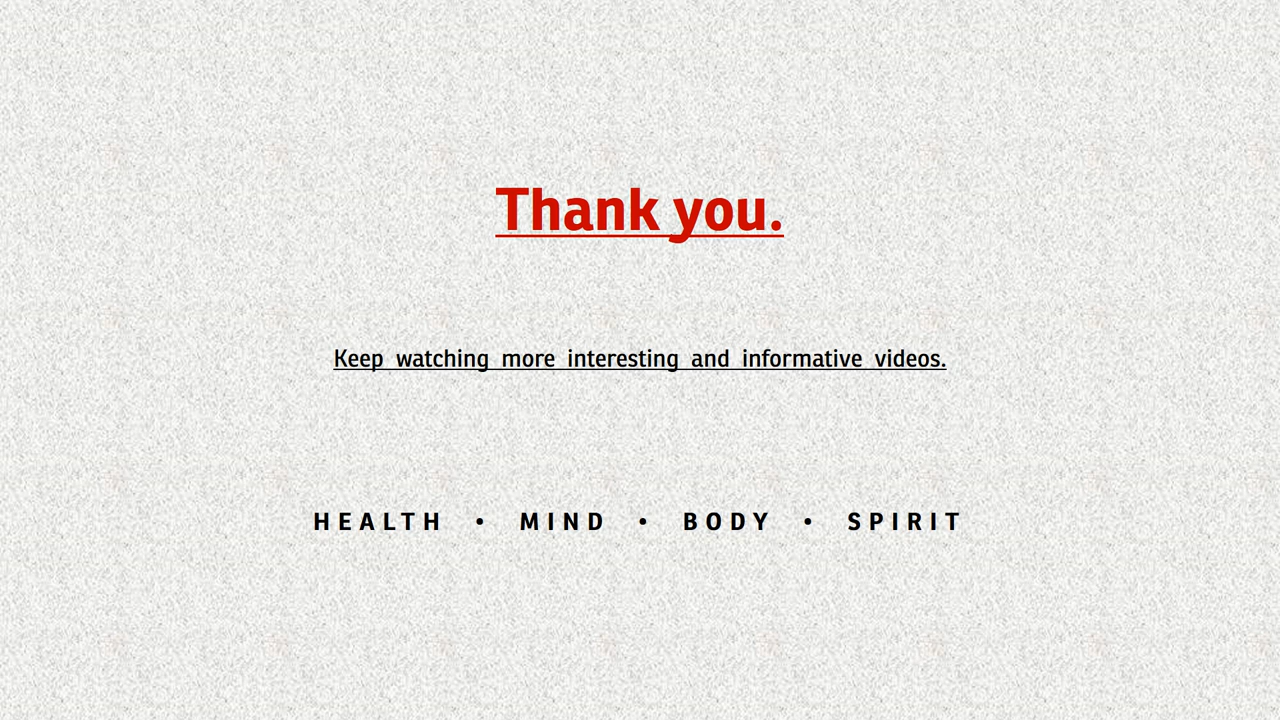 Thank you.
Keep watching more interesting and informative videos.
HEALTH • MIND • BODY • SPIRIT